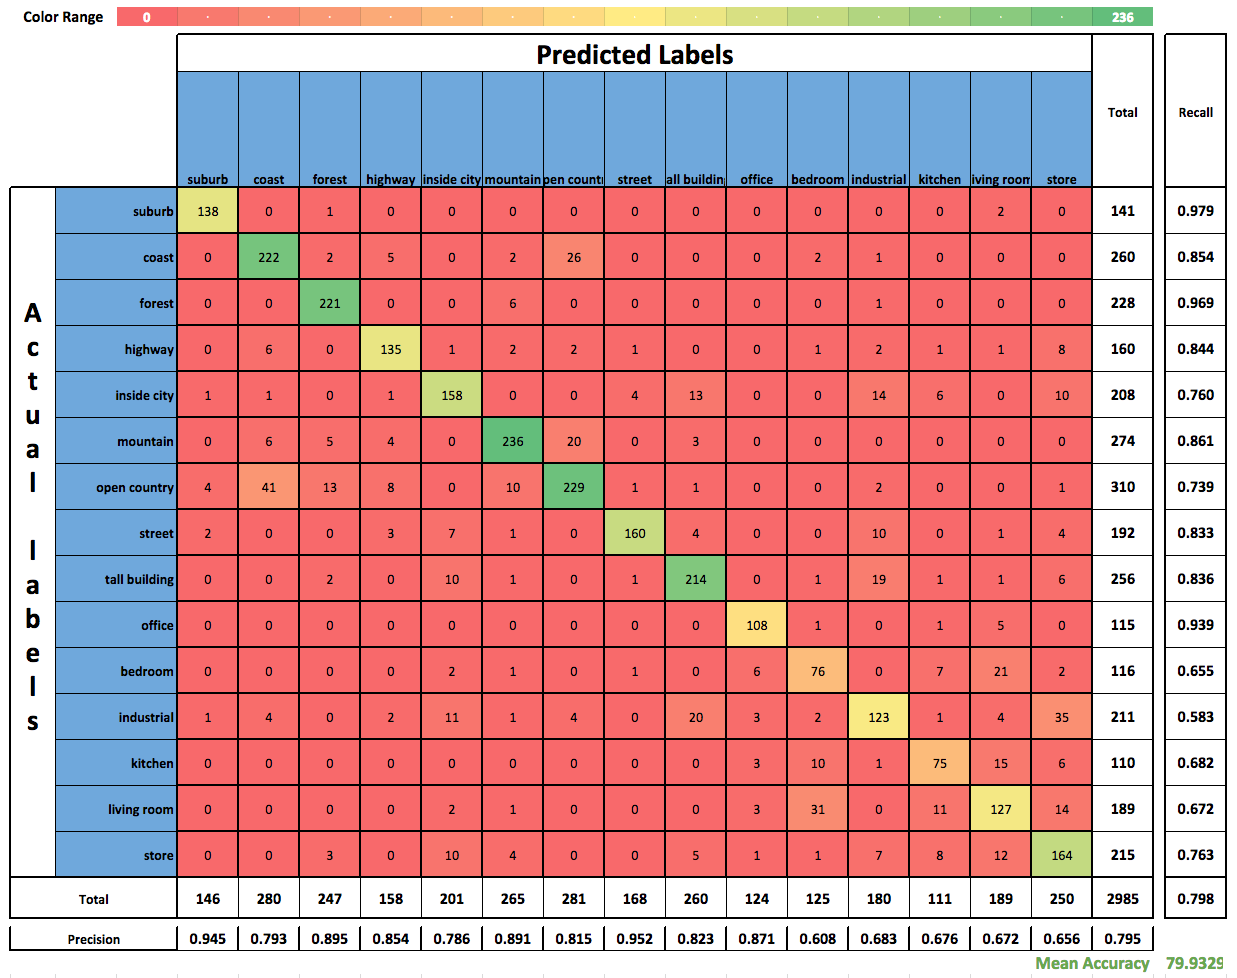 Color Range 0 236
Predicted Labels
Total Recall
suburb coast forest highway inside city mountain pen countr street all buildin office bedroom industrial kitchen iving room store
Actual labels
suburb 138 0 1 0 0 0 0 0 0 0 0 0 0 2 0 141 0.979
coast 0 222 2 5 0 2 26 0 0 0 2 1 0 0 0 260 0.854
forest 0 0 221 0 0 6 0 0 0 0 0 1 0 0 0 228 0.969
highway 0 6 0 135 1 2 2 1 0 0 1 2 1 1 8 160 0.844
inside city 1 1 0 1 158 0 0 4 13 0 0 14 6 0 10 208 0.760
mountain 0 6 5 4 0 236 20 0 3 0 0 0 0 0 0 274 0.861
open country 4 41 13 8 0 10 229 1 1 0 0 2 0 0 1 310 0.739
street 2 0 0 3 7 1 0 160 4 0 0 10 0 1 4 192 0.833
tall building 0 0 2 0 10 1 0 1 214 0 1 19 1 1 6 256 0.836
office 0 0 0 0 0 0 0 0 0 108 1 0 1 5 0 115 0.939
bedroom 0 0 0 0 2 1 0 1 0 6 76 0 7 21 2 116 0.655
industrial 1 4 0 2 11 1 4 0 20 3 2 123 1 4 35 211 0.583
kitchen 0 0 0 0 0 0 0 0 0 3 10 1 75 15 6 110 0.682
living room 0 0 0 0 2 1 0 0 0 3 31 0 11 127 14 189 0.672
store 0 0 3 0 10 4 0 0 5 1 1 7 8 12 164 215 0.763
Total 146 280 247 158 201 265 281 168 260 124 125 180 111 189 250 2985 0.798
Precision 0.945 0.793 0.895 0.854 0.786 0.891 0.815 0.952 0.823 0.871 0.608 0.683 0.676 0.672 0.656 0.795
Mean Accuracy 79.9329